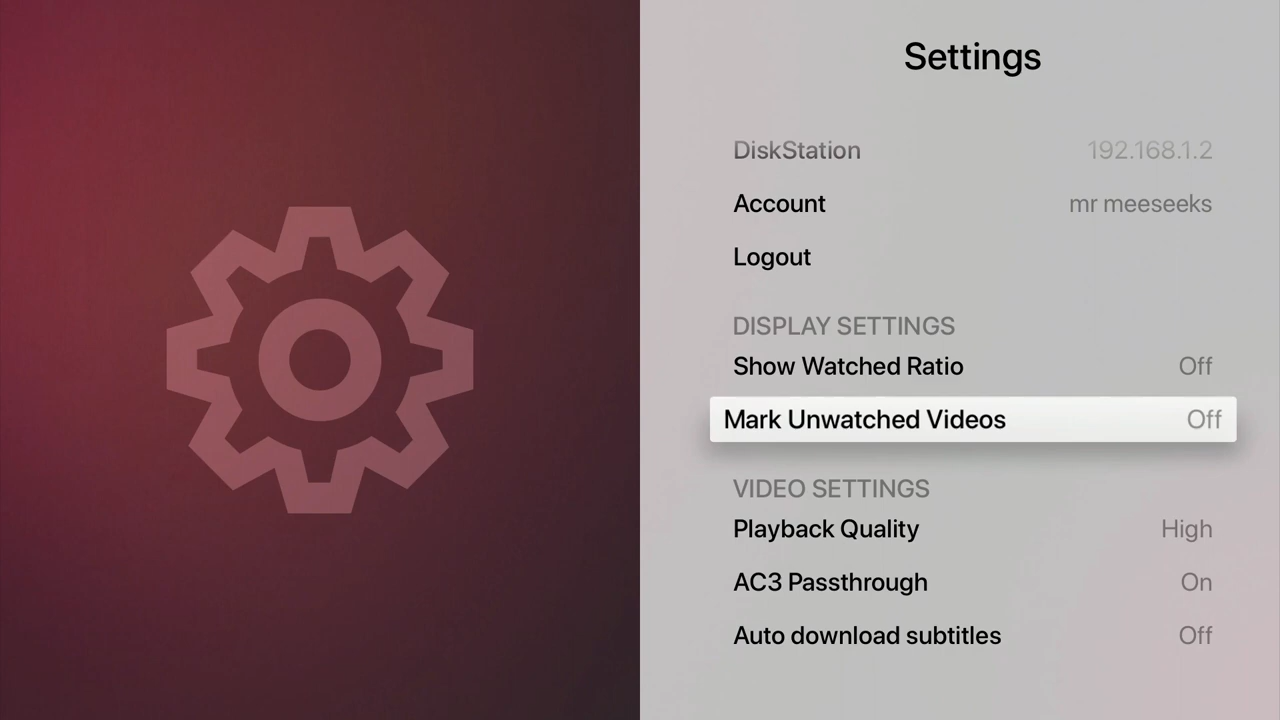 Settings
DiskStation 192.168.1.2
Account mr meeseeks
Logout
DISPLAY SETTINGS
Show Watched Ratio Off
Mark Unwatched Videos Off
VIDEO SETTINGS
Playback Quality High
AC3 Passthrough On
Auto download subtitles Off